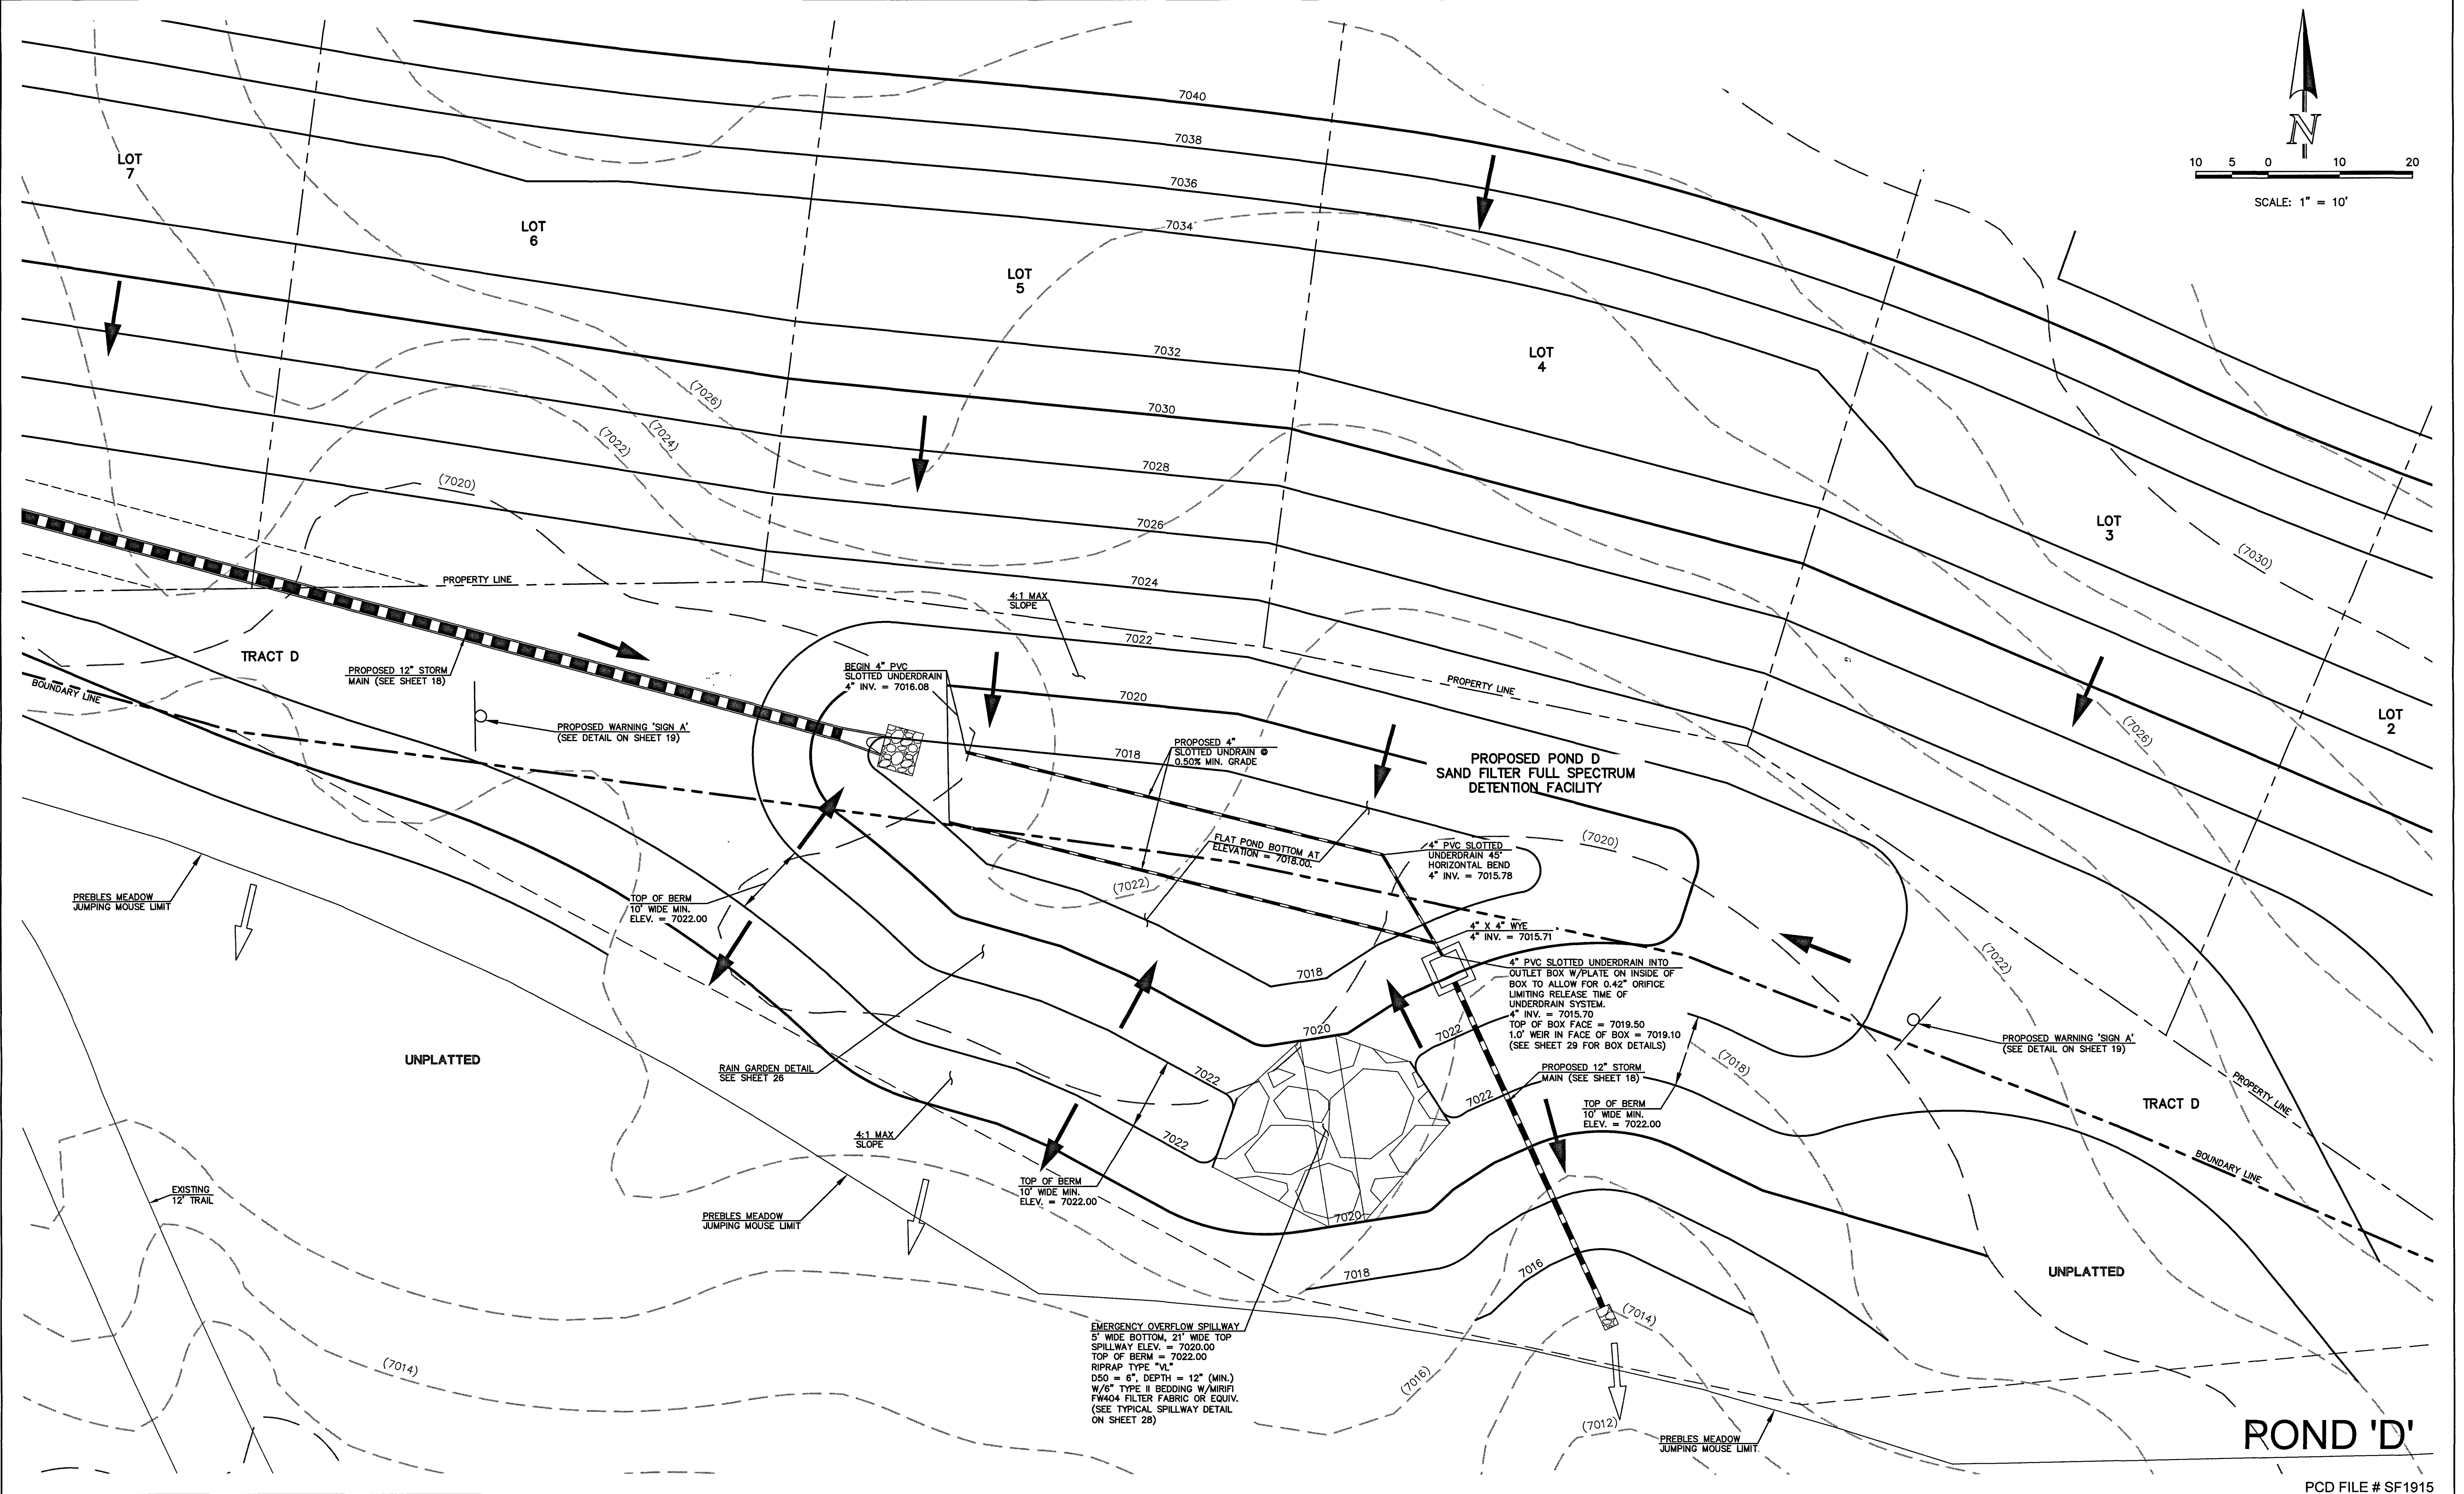 7040
N
10 5 0 10 20
SCALE: 1" = 10'
7038
LOT
7
7036
7034
LOT
6
LOT
5
7032
LOT
4
(7026)
7030
(7024)
(7022)
7028
(7020)
7026
LOT
3
(7030)
PROPERTY LINE
7024
4:1 MAX
SLOPE
7022
TRACT D
PROPOSED 12" STORM
MAIN (SEE SHEET 18)
BEGIN 4" PVC
SLOTTED UNDERDRAIN
4" INV. = 7016.08
BOUNDARY LINE
PROPERTY LINE
7020
LOT
2
(7026)
PROPOSED WARNING 'SIGN A'
(SEE DETAIL ON SHEET 19)
7018
PROPOSED 4"
SLOTTED UNDRAIN @
0.50% MIN. GRADE
PROPOSED POND D
SAND FILTER FULL SPECTRUM
DETENTION FACILITY
FLAT POND BOTTOM AT
ELEVATION = 7018.00.
4" PVC SLOTTED
UNDERDRAIN 45°
HORIZONTAL BEND
4" INV. = 7015.78
(7020)
(7022)
PREBLES MEADOW
JUMPING MOUSE LIMIT
TOP OF BERM
10' WIDE MIN.
ELEV. = 7022.00
4" X 4" WYE
4" INV. = 7015.71
7018
4" PVC SLOTTED UNDERDRAIN INTO
OUTLET BOX W/PLATE ON INSIDE OF
BOX TO ALLOW FOR 0.42" ORIFICE
LIMITING RELEASE TIME OF
UNDERDRAIN SYSTEM.
4" INV. = 7015.70
TOP OF BOX FACE = 7019.50
1.0' WEIR IN FACE OF BOX = 7019.10
(SEE SHEET 29 FOR BOX DETAILS)
(7022)
7020
7022
PROPOSED WARNING 'SIGN A'
(SEE DETAIL ON SHEET 19)
UNPLATTED
RAIN GARDEN DETAIL
SEE SHEET 26
7022
PROPOSED 12" STORM
MAIN (SEE SHEET 18)
(7018)
7022
TOP OF BERM
10' WIDE MIN.
ELEV. = 7022.00
PROPERTY LINE
TRACT D
4:1 MAX
SLOPE
7022
BOUNDARY LINE
EXISTING
12' TRAIL
TOP OF BERM
10' WIDE MIN.
ELEV. = 7022.00
PREBLES MEADOW
JUMPING MOUSE LIMIT
7020
7018
7016
UNPLATTED
(7014)
EMERGENCY OVERFLOW SPILLWAY
5' WIDE BOTTOM, 21' WIDE TOP
SPILLWAY ELEV. = 7020.00
TOP OF BERM = 7022.00
RIPRAP TYPE "VL"
D50 = 6", DEPTH = 12" (MIN.)
W/6" TYPE II BEDDING W/MIRIFI
FW404 FILTER FABRIC OR EQUIV.
(SEE TYPICAL SPILLWAY DETAIL
ON SHEET 28)
(7014)
(7016)
(7012)
PREBLES MEADOW
JUMPING MOUSE LIMIT
POND 'D'
PCD FILE # SF1915